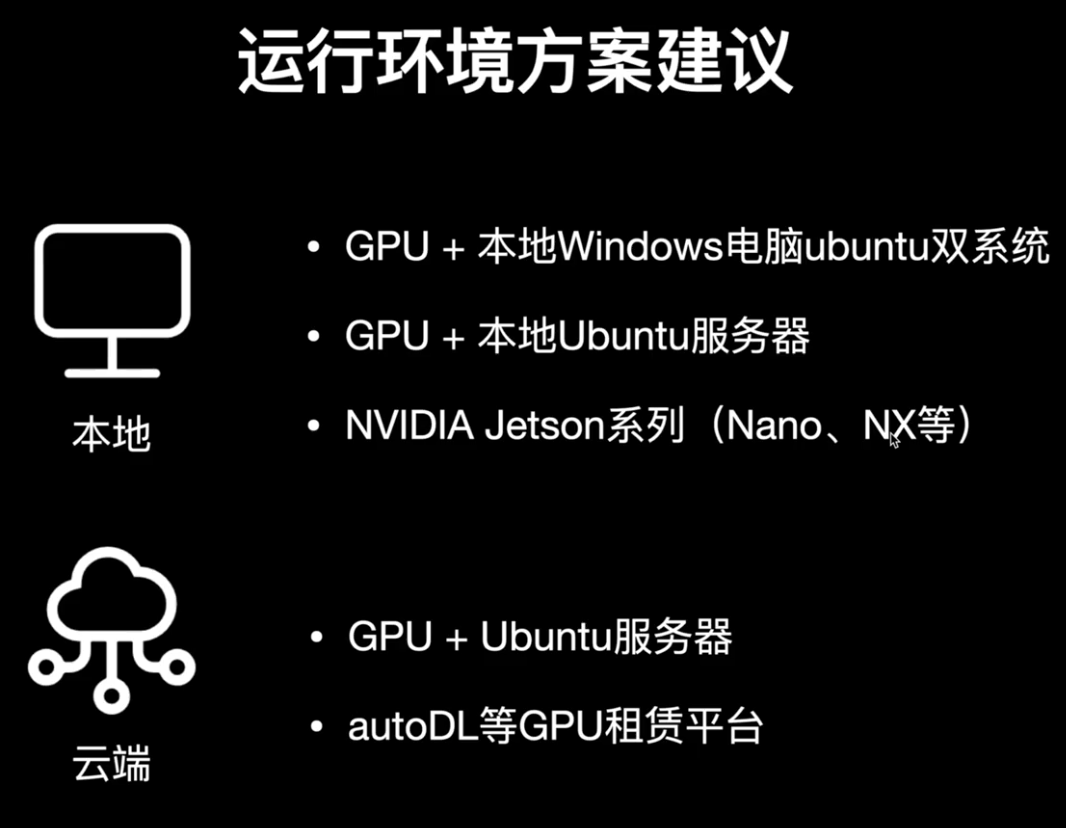 运行环境方案建议
• GPU + 本地Windows电脑ubuntu双系统
• GPU + 本地Ubuntu服务器
• NVIDIA Jetson系列（Nano、NX等）
本地
• GPU + Ubuntu服务器
• autoDL等GPU租赁平台
云端